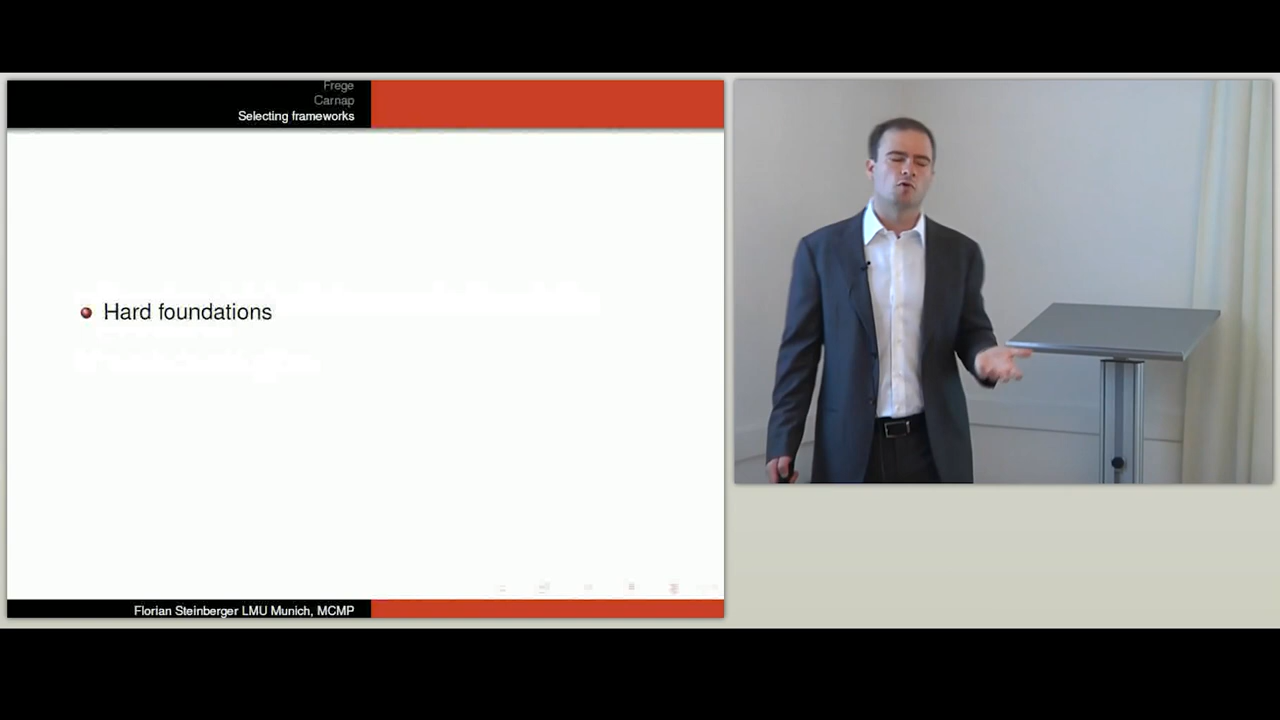 Frege
Carnap
Selecting frameworks
Hard foundations
Florian Steinberger LMU Munich, MCMP